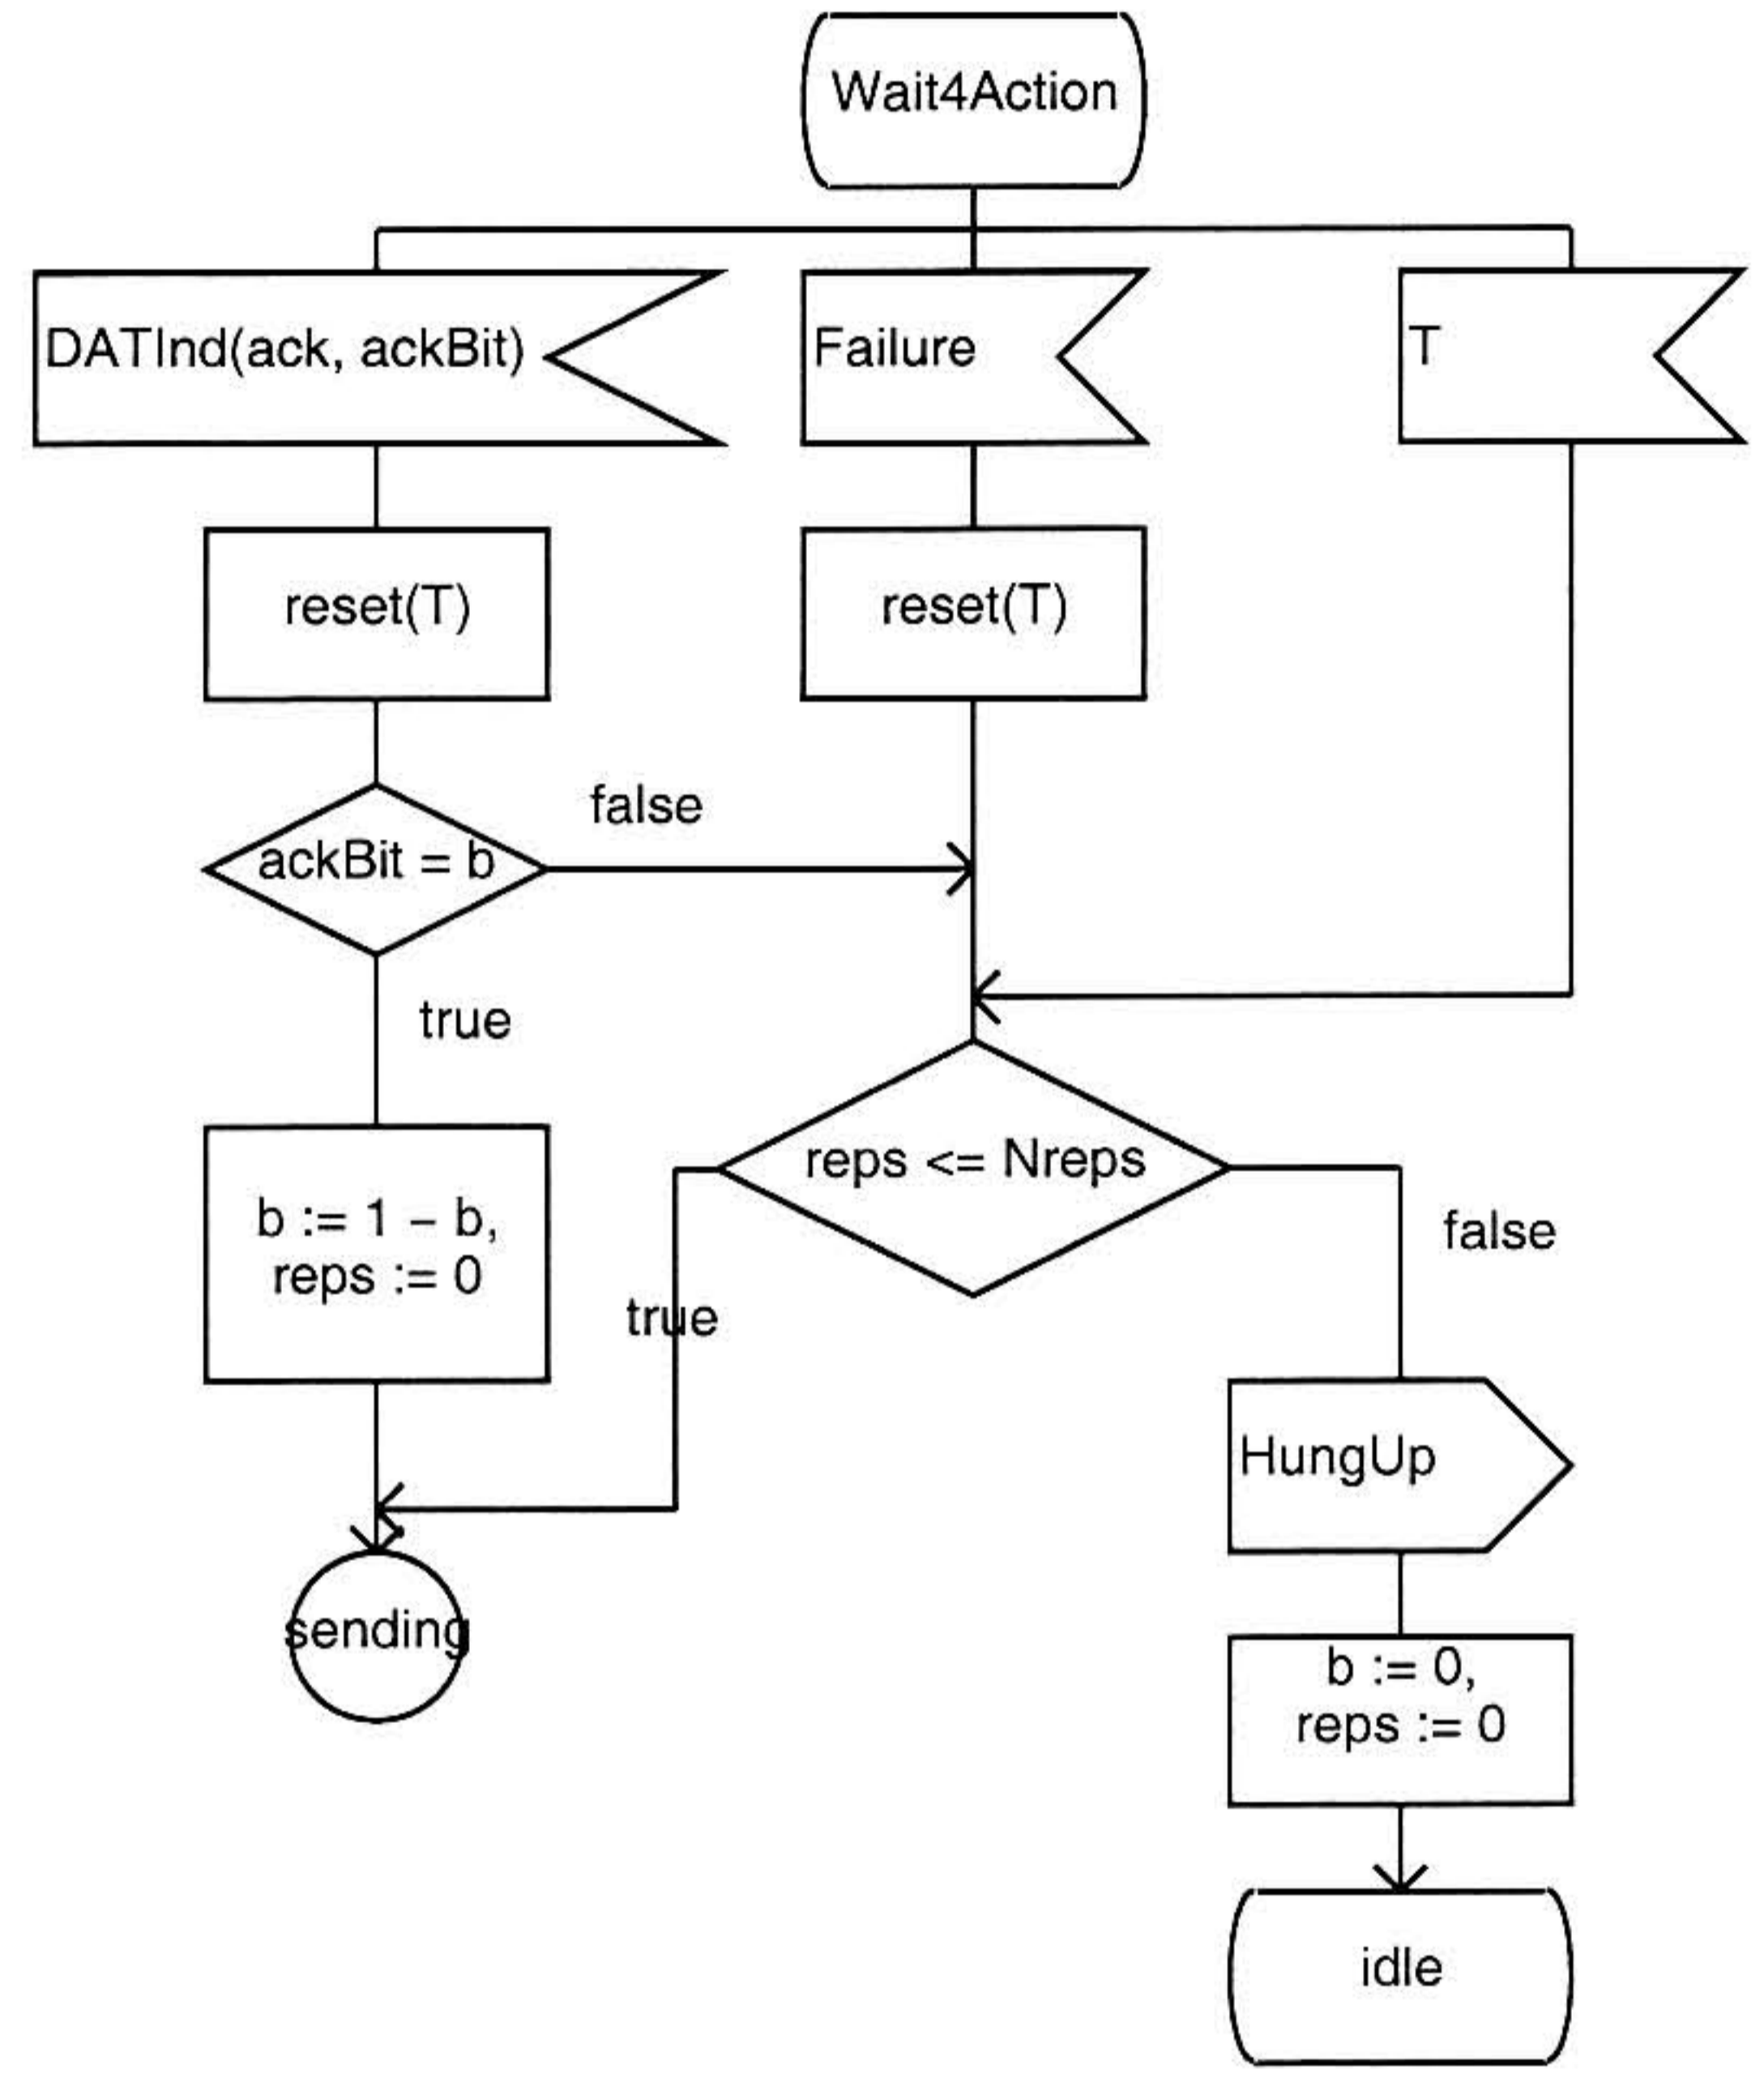 Wait4Action
DATInd(ack, ackBit)
Failure
T
reset(T)
reset(T)
false
ackBit = b
true
reps <= Nreps
b := 1 – b,
reps := 0
false
true
HungUp
sending
b := 0,
reps := 0
idle